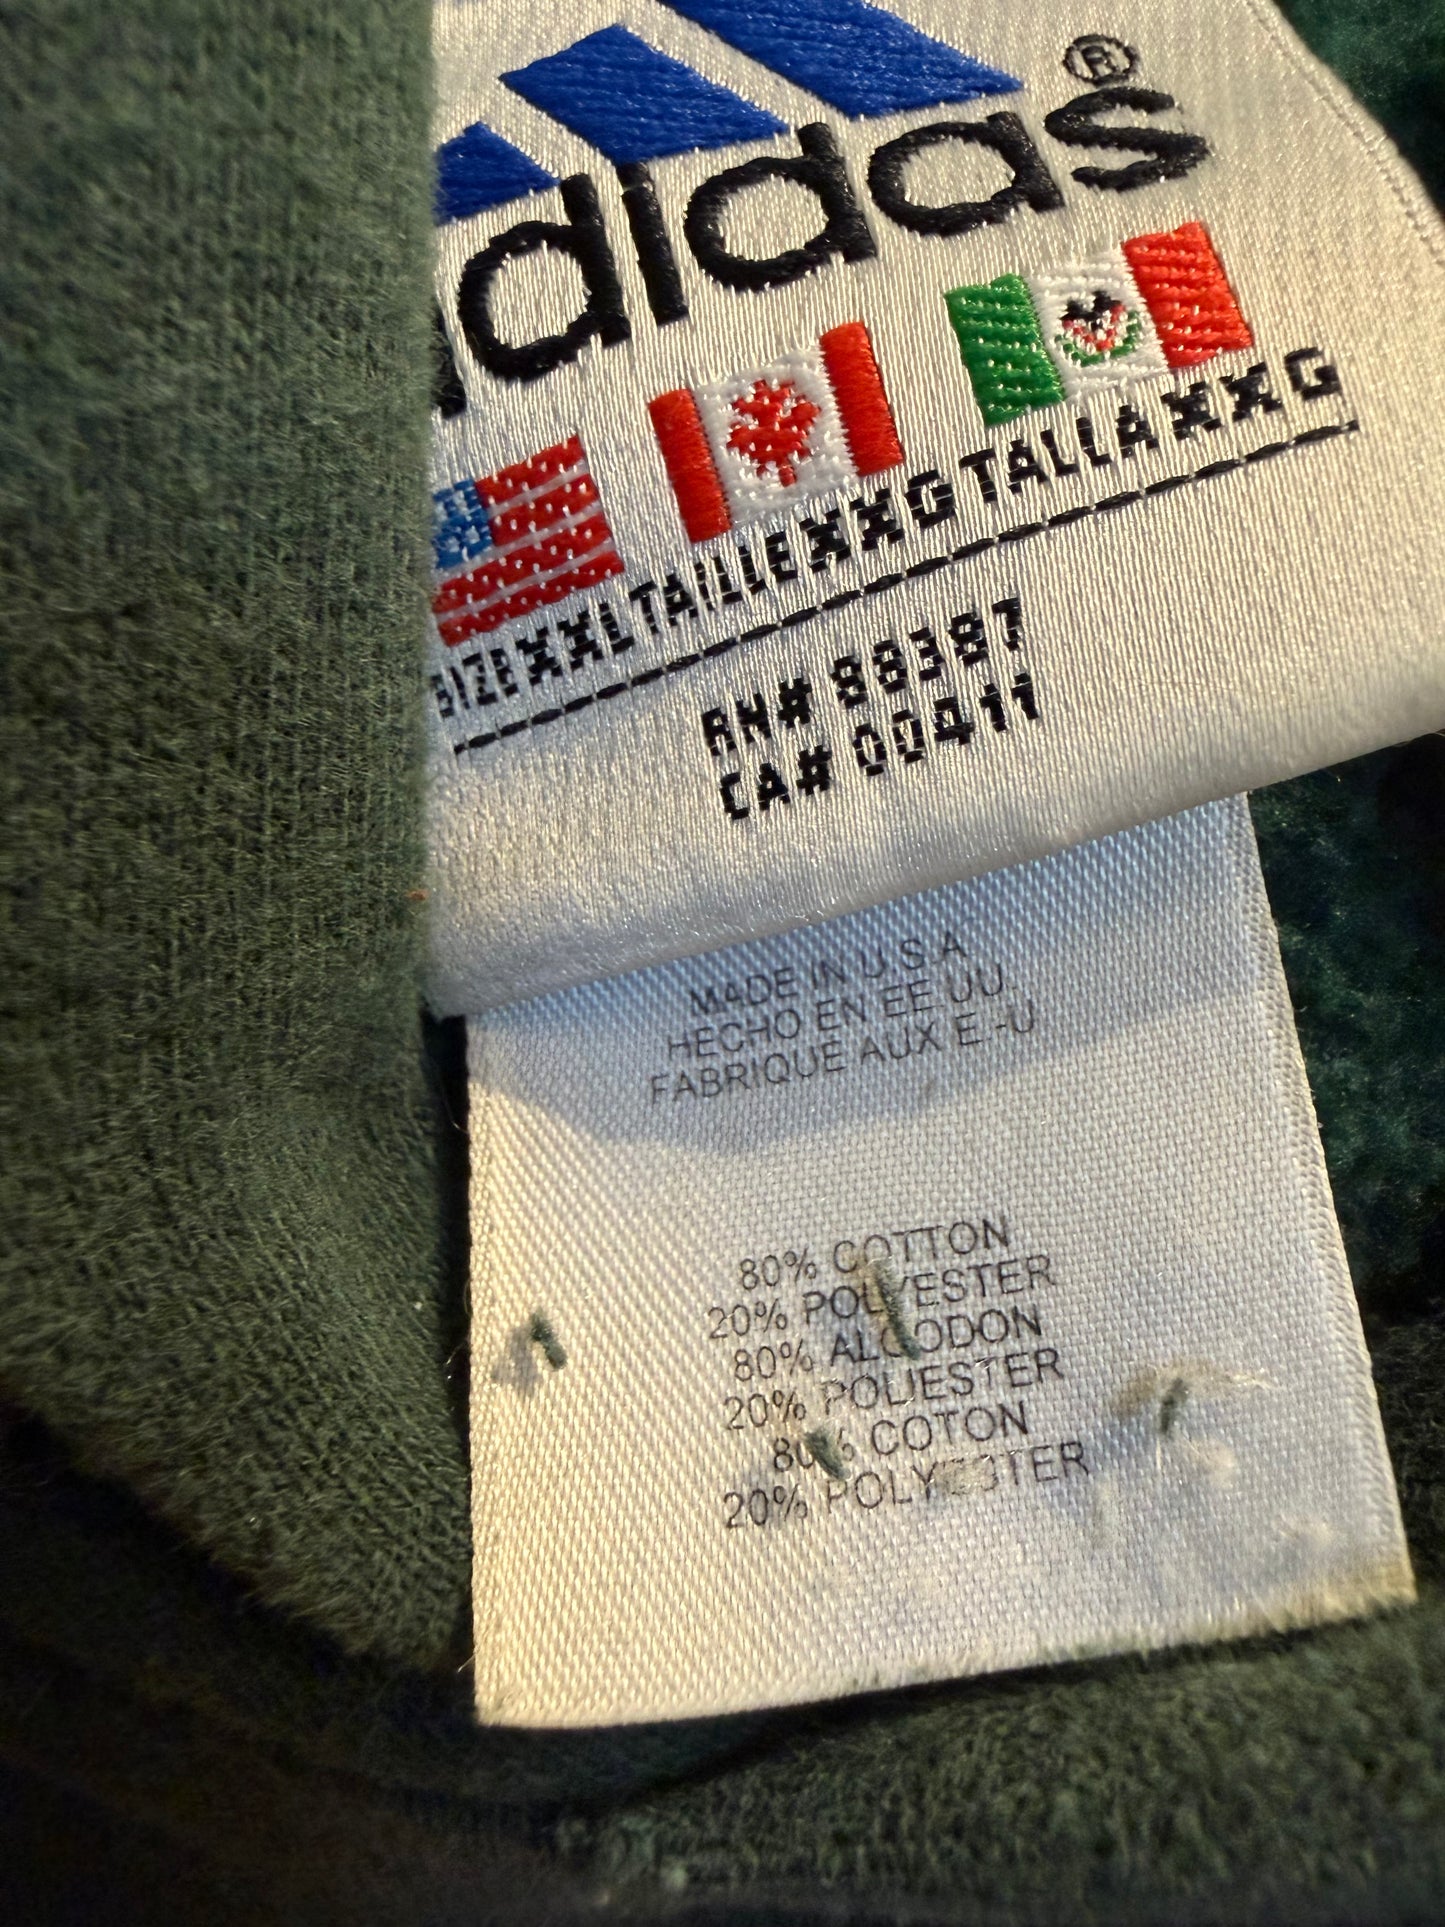 adidas®
SIZE XXL TAILLE XXG TALLA XXG
RN# 88387
CA# 00411
MADE IN U.S.A
HECHO EN EE.UU.
FABRIQUE AUX E.-U
80% COTTON
20% POLYESTER
80% ALGODON
20% POLIESTER
80% COTON
20% POLYESTER